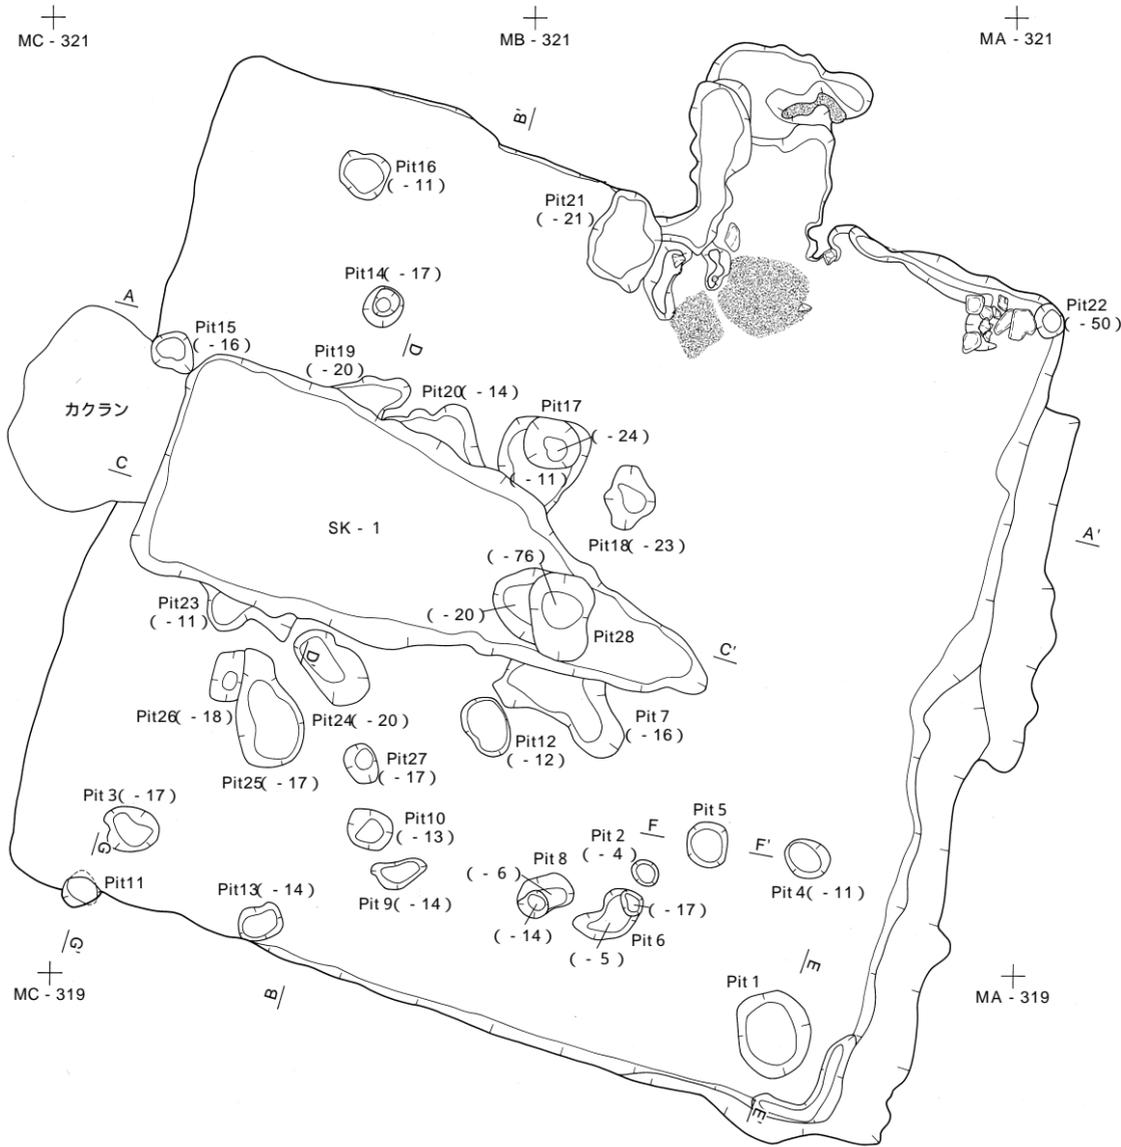 MC - 321
MB - 321
MA - 321
B'
Pit16
( - 11 )
Pit21
( - 21 )
Pit14( - 17 )
A
Pit15
( - 16 )
D
Pit22
( - 50 )
Pit19
( - 20 )
Pit20( - 14 )
カクラン
Pit17
( - 24 )
C
( - 11 )
SK - 1
Pit18( - 23 )
A'
( - 76 )
Pit23
( - 11 )
( - 20 )
Pit28
C'
D'
Pit26( - 18 )
Pit24( - 20 )
Pit 7
( - 16 )
Pit12
( - 12 )
Pit27
( - 17 )
Pit25( - 17 )
Pit 3( - 17 )
Pit10
( - 13 )
Pit 5
F
F'
Pit 2
( - 4 )
G
Pit 8
( - 6 )
Pit11
Pit13( - 14 )
Pit 9( - 14 )
Pit 4( - 11 )
( - 17 )
( - 14 )
Pit 6
( - 5 )
G'
E
MC - 319
B
Pit 1
MA - 319
E'